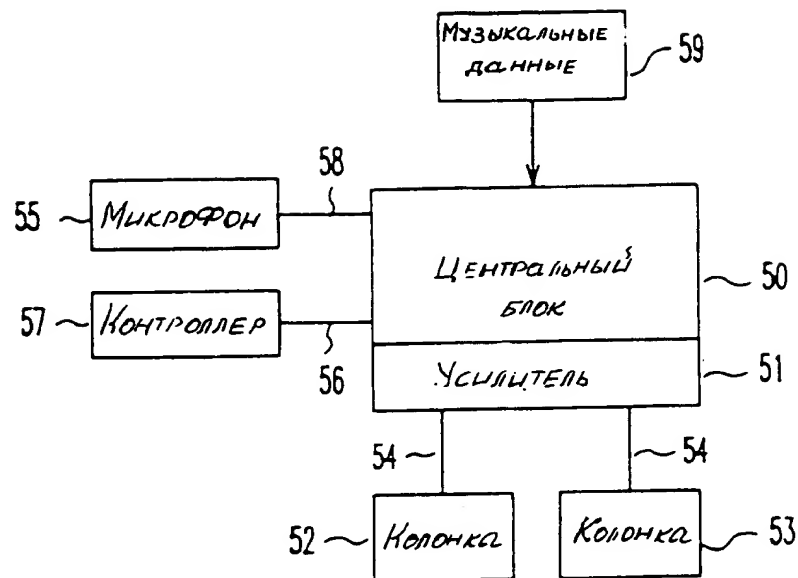 Музыкальные
данные
59
58
55
Микрофон
Центральный
блок
50
57
Контроллер
56
Усилитель
51
54
54
52
Колонка
Колонка
53